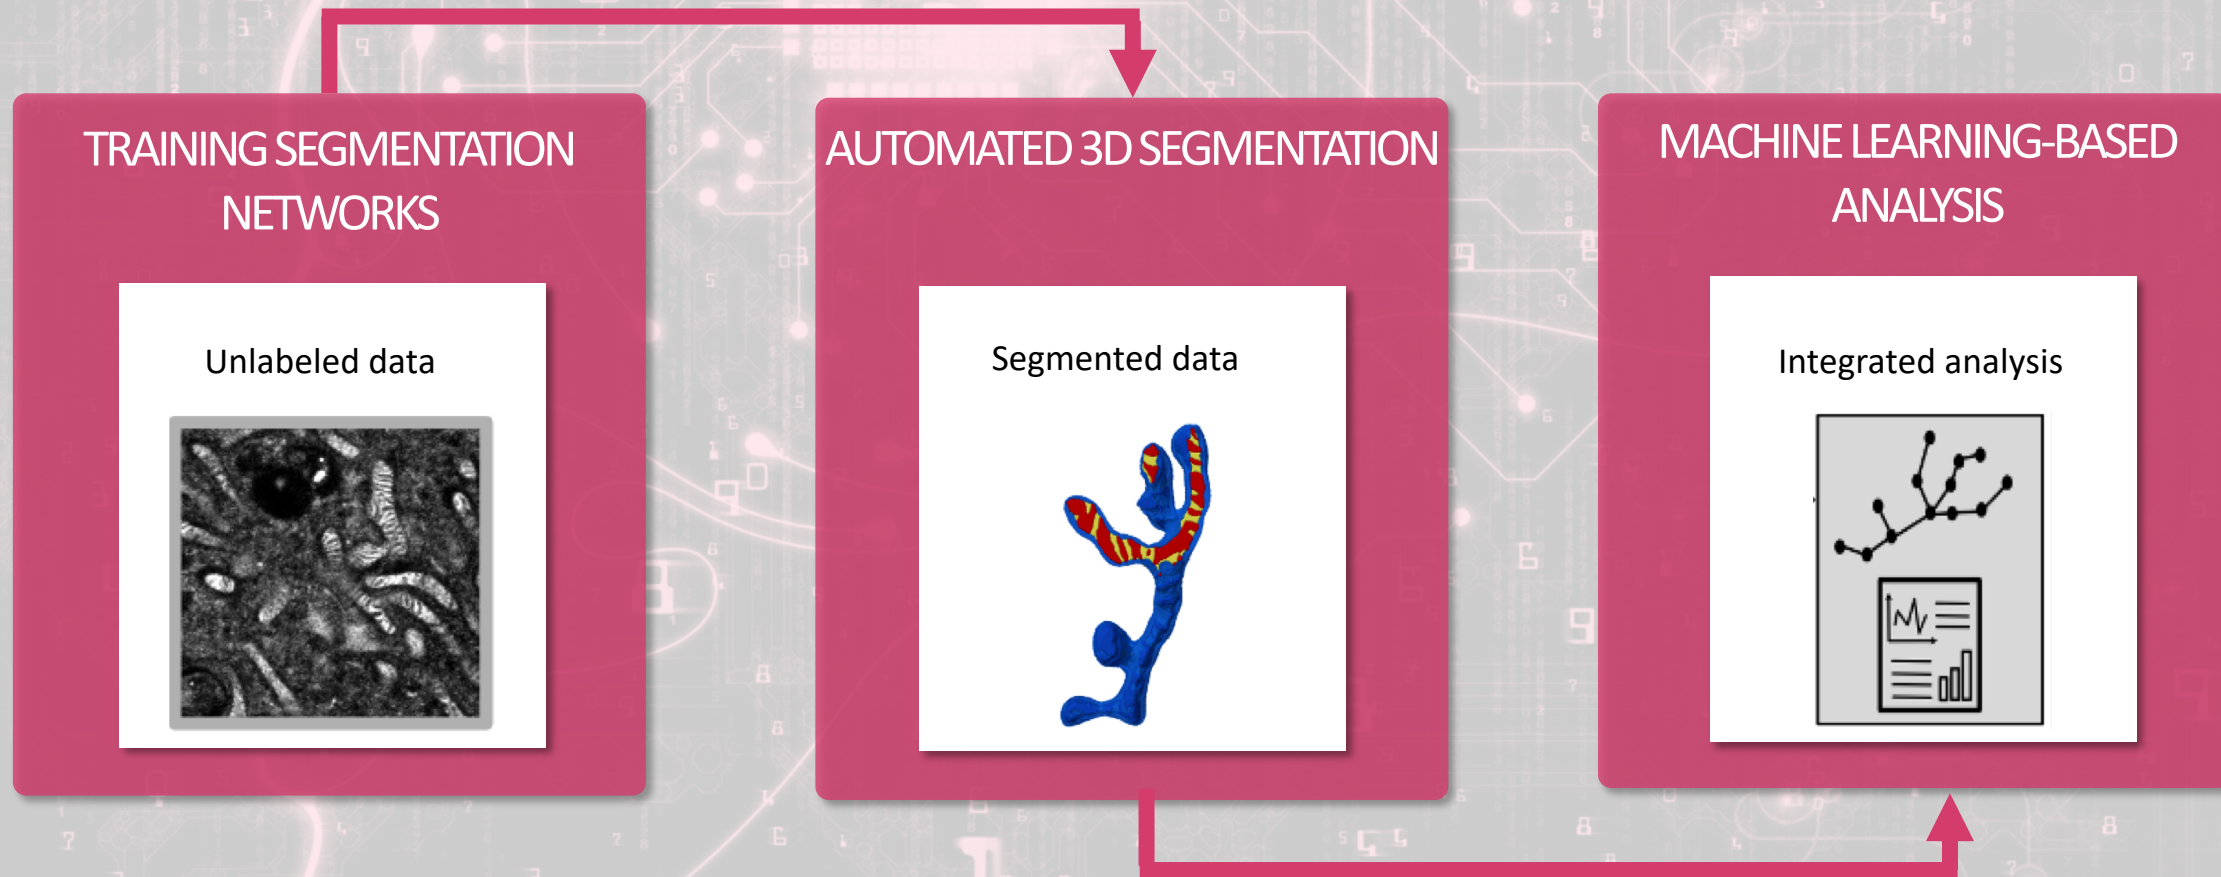 TRAINING SEGMENTATION
NETWORKS
Unlabeled data
AUTOMATED 3D SEGMENTATION
Segmented data
MACHINE LEARNING-BASED
ANALYSIS
Integrated analysis